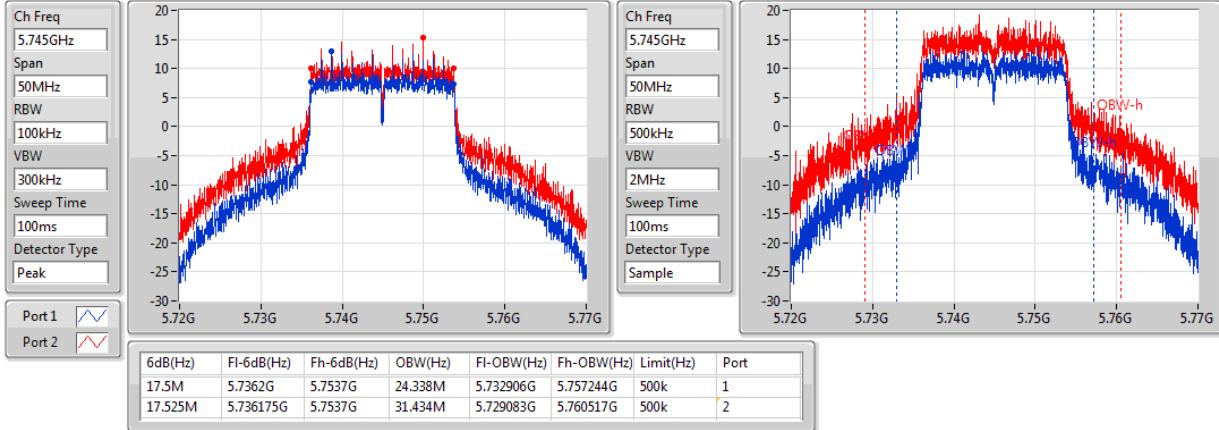 Ch Freq
5.745GHz
Span
50MHz
RBW
100kHz
VBW
300kHz
Sweep Time
100ms
Detector Type
Peak
Port 1
Port 2
20
15
10
5
0
-5
-10
-15
-20
-25
-30
5.72G 5.73G 5.74G 5.75G 5.76G 5.77G
Ch Freq
5.745GHz
Span
50MHz
RBW
500kHz
VBW
2MHz
Sweep Time
100ms
Detector Type
Sample
20
15
10
5
0
-5
-10
-15
-20
-25
-30
OBW-h
5.72G 5.73G 5.74G 5.75G 5.76G 5.77G
6dB(Hz) Fl-6dB(Hz) Fh-6dB(Hz) OBW(Hz) Fl-OBW(Hz) Fh-OBW(Hz) Limit(Hz) Port
17.5M 5.7362G 5.7537G 24.338M 5.732906G 5.757244G 500k 1
17.525M 5.736175G 5.7537G 31.434M 5.729083G 5.760517G 500k 2